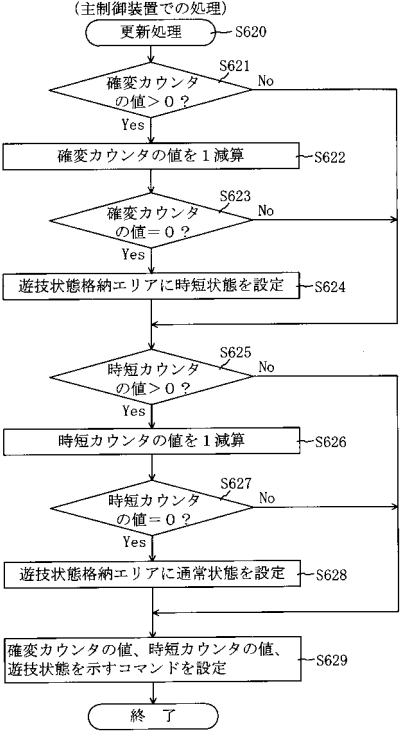 (主制御装置での処理)
更新処理
S620
S621
確変カウンタ
の値>0?
No
Yes
確変カウンタの値を1減算
S622
S623
確変カウンタ
の値=0?
No
Yes
遊技状態格納エリアに時短状態を設定
S624
S625
時短カウンタ
の値>0?
No
Yes
時短カウンタの値を1減算
S626
S627
時短カウンタ
の値=0?
No
Yes
遊技状態格納エリアに通常状態を設定
S628
確変カウンタの値、時短カウンタの値、
遊技状態を示すコマンドを設定
S629
終 了